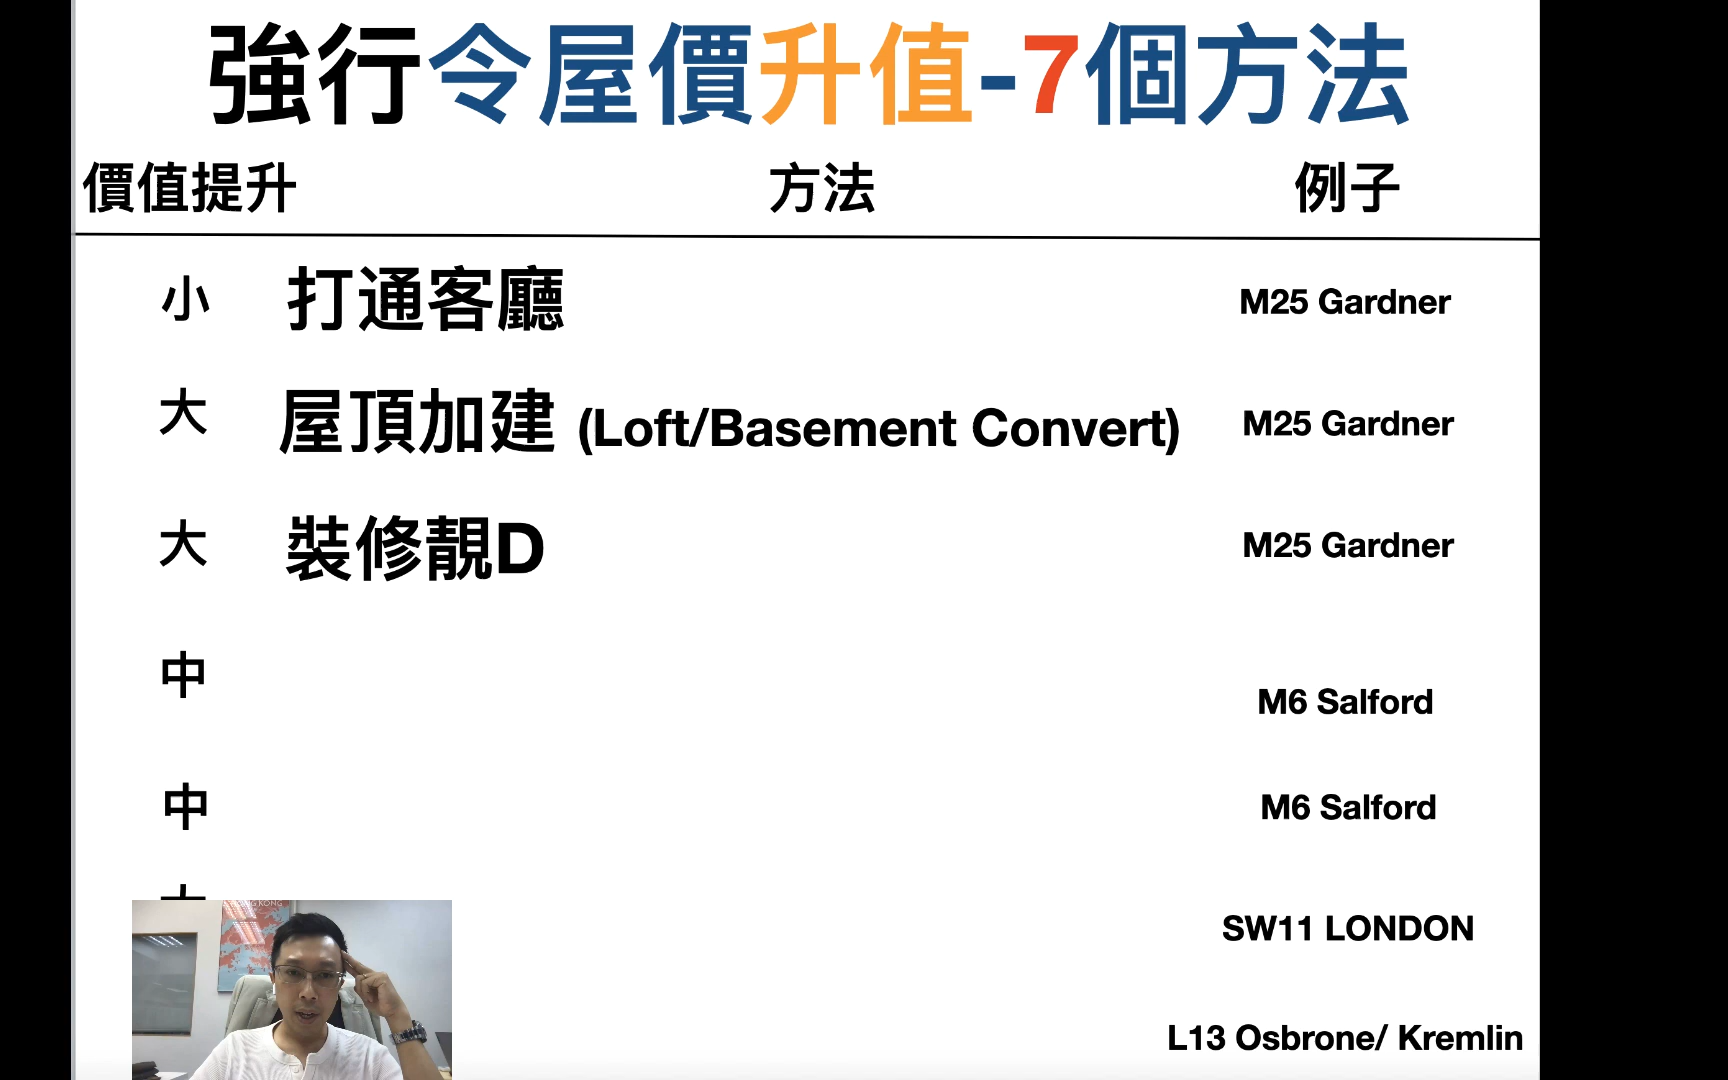 強行令屋價升值-7個方法
價值提升 方法 例子
小 打通客廳 M25 Gardner
大 屋頂加建 (Loft/Basement Convert) M25 Gardner
大 裝修靚D M25 Gardner
中 M6 Salford
中 M6 Salford
SW11 LONDON
L13 Osbrone/ Kremlin